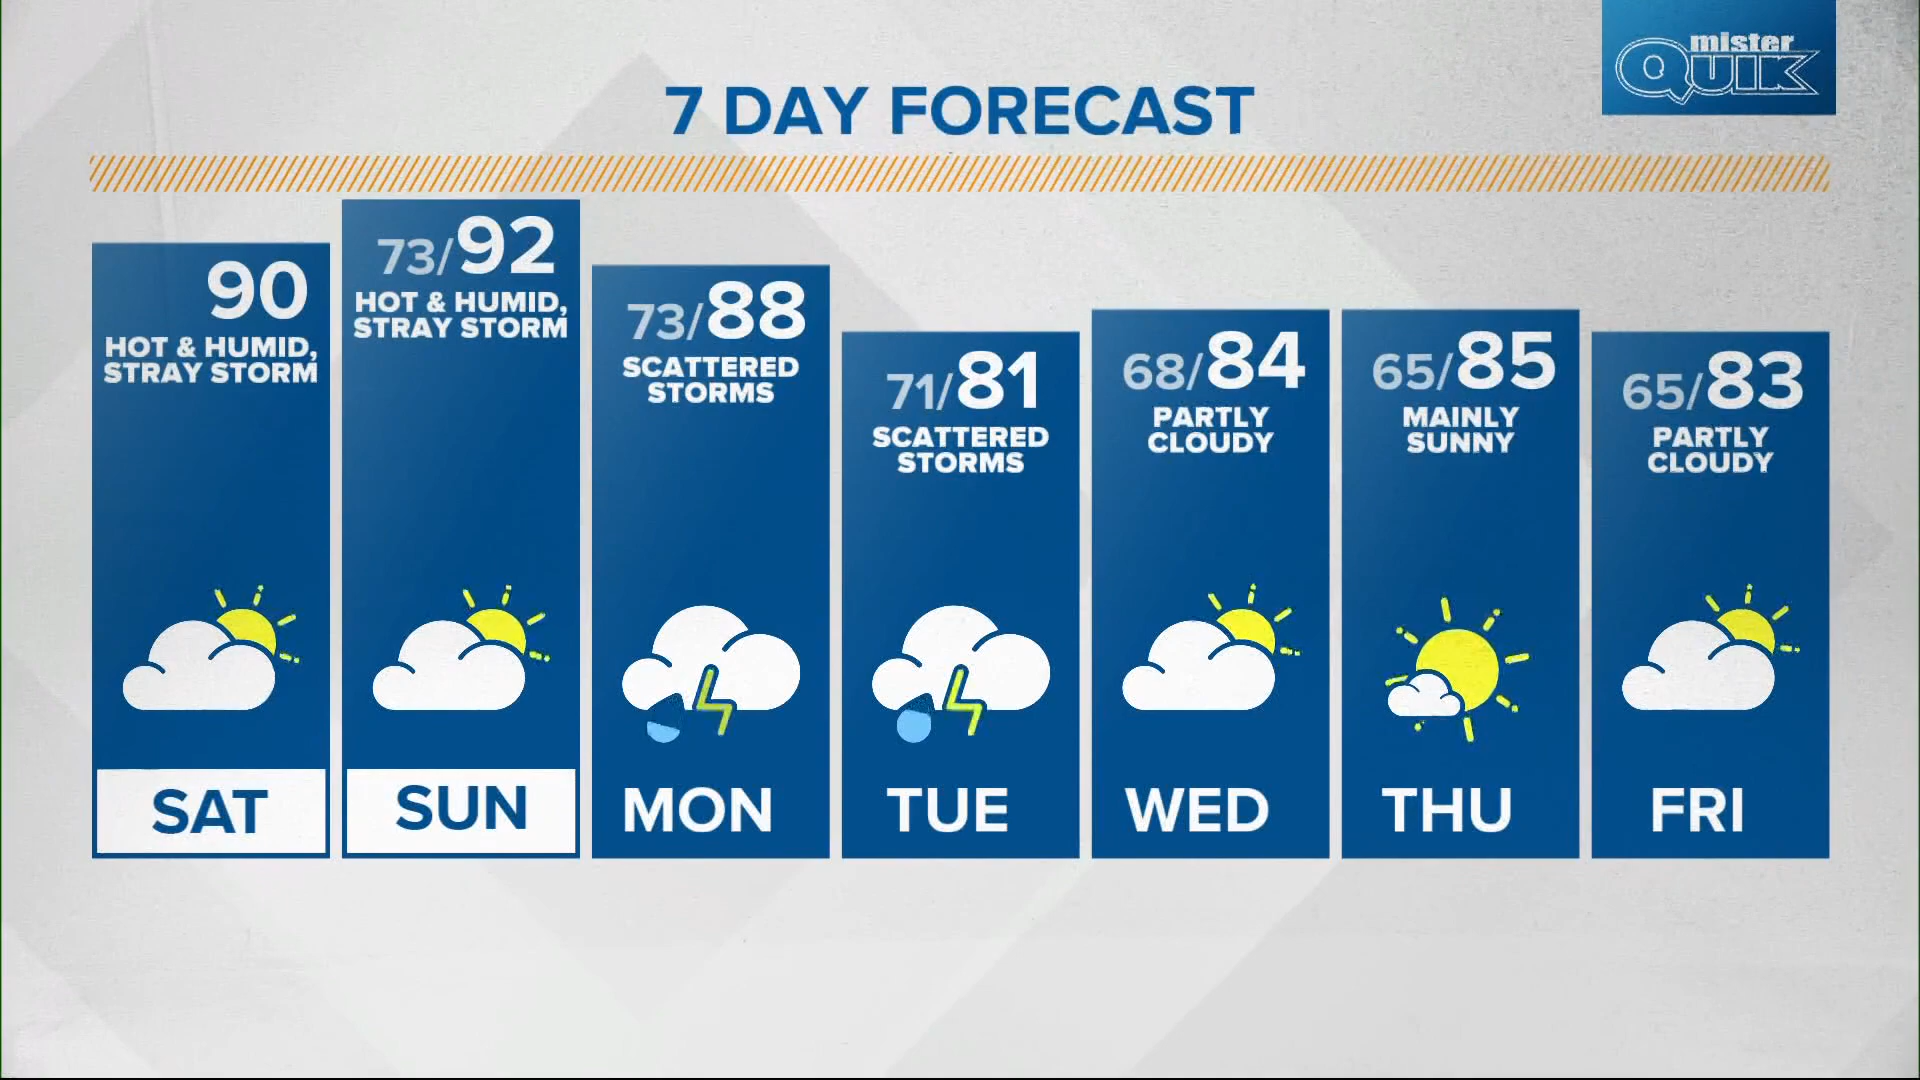 mister
QUIK
7 DAY FORECAST
90
HOT & HUMID,
STRAY STORM
SAT
73/92
HOT & HUMID,
STRAY STORM
SUN
73/88
SCATTERED
STORMS
MON
71/81
SCATTERED
STORMS
TUE
68/84
PARTLY
CLOUDY
WED
65/85
MAINLY
SUNNY
THU
65/83
PARTLY
CLOUDY
FRI